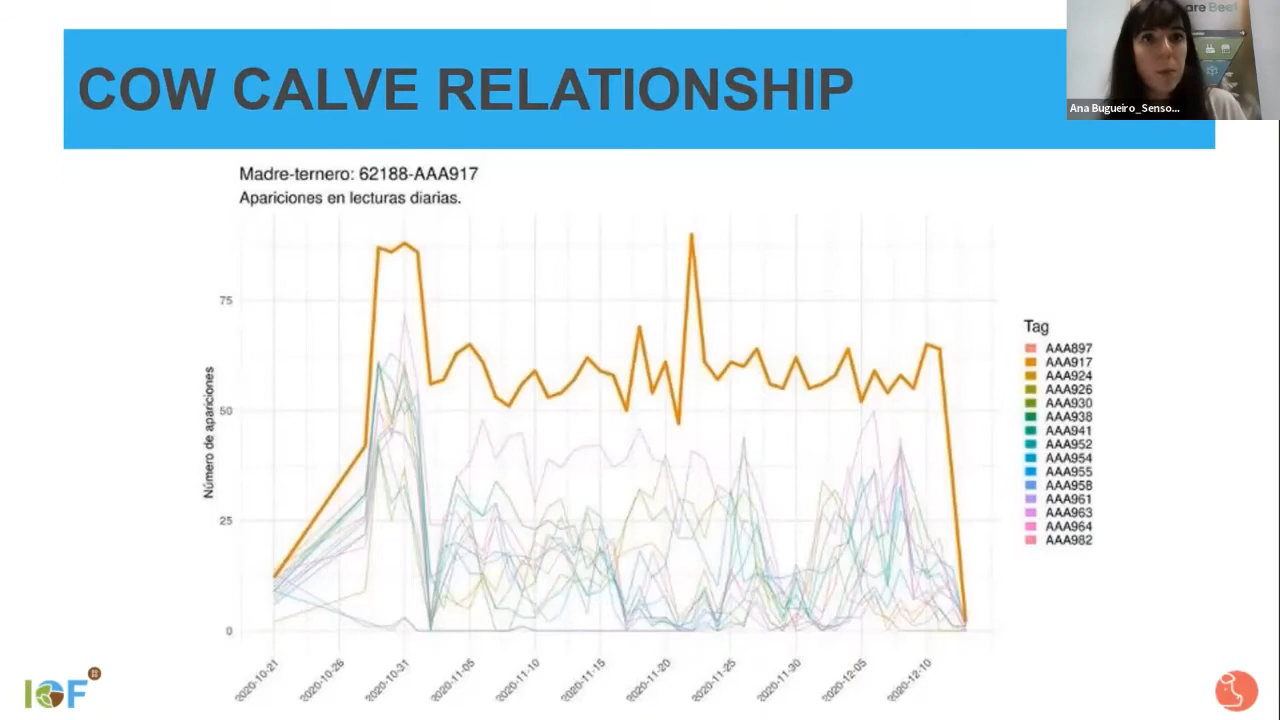 are Beef
Ana Bugueiro_Senso...
COW CALVE RELATIONSHIP
Madre-ternero: 62188-AAA917
Apariciones en lecturas diarias.
Número de apariciones
75
50
25
0
2020-10-21
2020-10-26
2020-10-31
2020-11-05
2020-11-10
2020-11-15
2020-11-20
2020-11-25
2020-11-30
2020-12-05
2020-12-10
Tag
AAA897
AAA917
AAA924
AAA926
AAA930
AAA938
AAA941
AAA952
AAA954
AAA955
AAA958
AAA961
AAA963
AAA964
AAA982
IOF